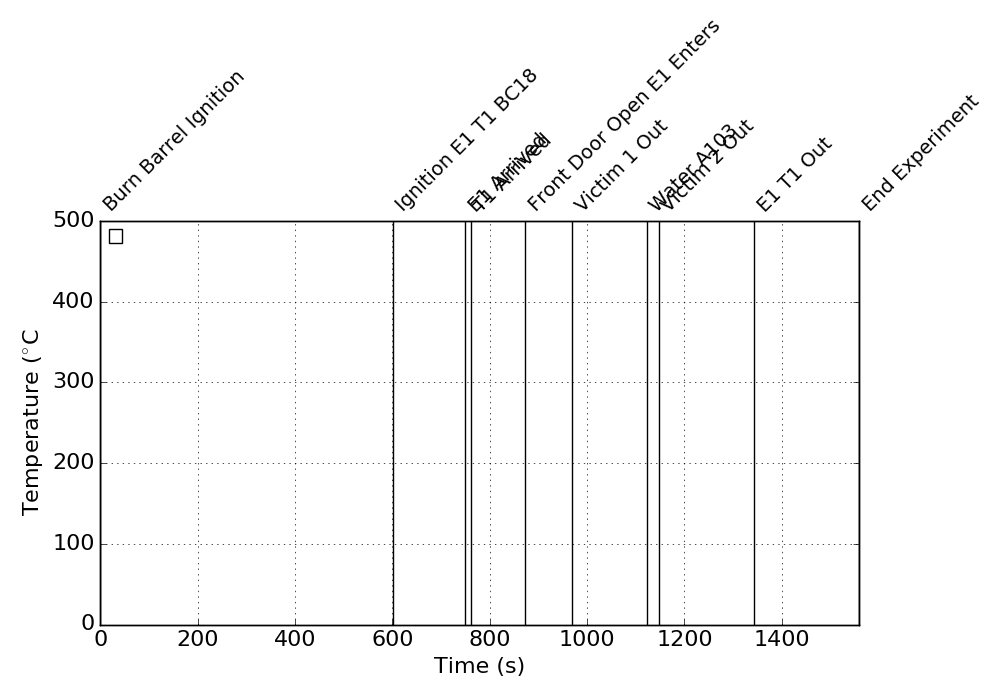 Burn Barrel Ignition
Ignition E1 T1 BC18
E1 Arrived
T1 Arrived
Front Door Open E1 Enters
Victim 1 Out
Water A103
Victim 2 Out
E1 T1 Out
End Experiment
500
400
300
200
100
0
Temperature (°C
0 200 400 600 800 1000 1200 1400
Time (s)